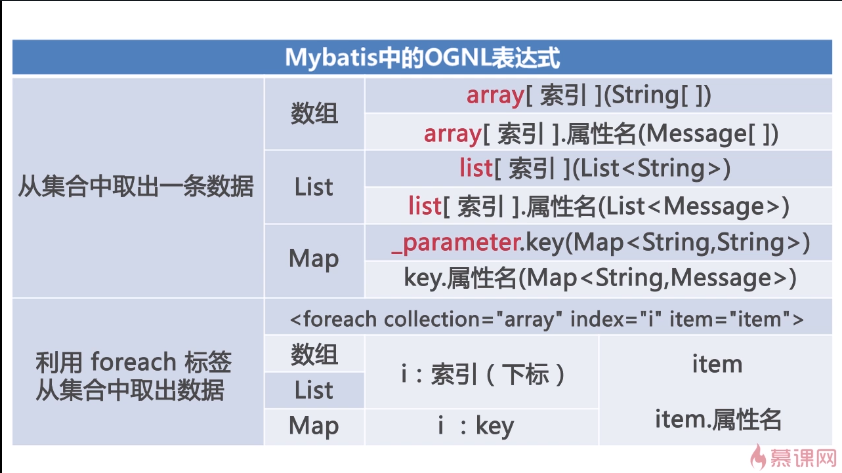 Mybatis中的OGNL表达式
从集合中取出一条数据
数组
array[ 索引 ](String[ ])
array[ 索引 ].属性名(Message[ ])
List
list[ 索引 ](List<String>)
list[ 索引 ].属性名(List<Message>)
Map
_parameter.key(Map<String,String>)
key.属性名(Map<String,Message>)
利用 foreach 标签
从集合中取出数据
<foreach collection="array" index="i" item="item">
数组
List
i：索引（下标）
Map
i ：key
item
item.属性名
慕课网